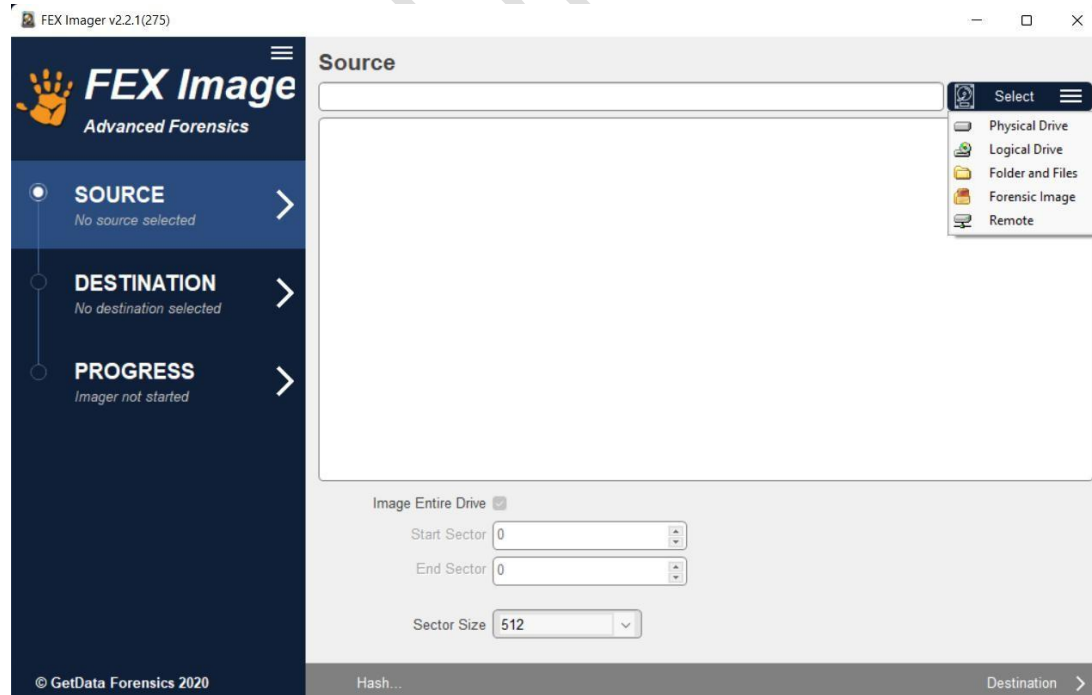 FEX Imager v2.2.1(275)
FEX Image
Advanced Forensics
SOURCE
No source selected
DESTINATION
No destination selected
PROGRESS
Imager not started
© GetData Forensics 2020
Source
Select
Physical Drive
Logical Drive
Folder and Files
Forensic Image
Remote
Image Entire Drive
Start Sector 0
End Sector 0
Sector Size 512
Hash...
Destination